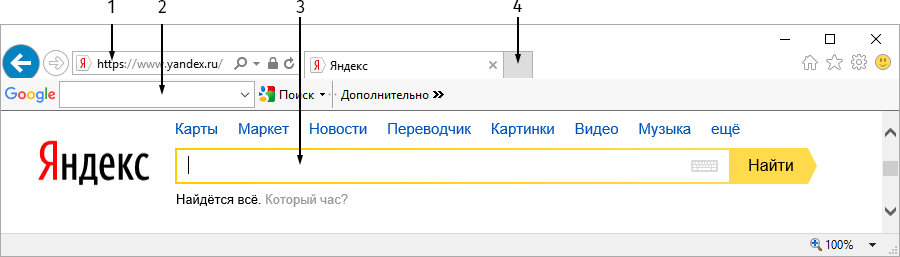 1 2 3 4
Я https://www.yandex.ru/ Я Яндекс
Google Поиск Дополнительно »
Карты Маркет Новости Переводчик Картинки Видео Музыка ещё
Яндекс Найти
Найдётся всё. Который час?
100%